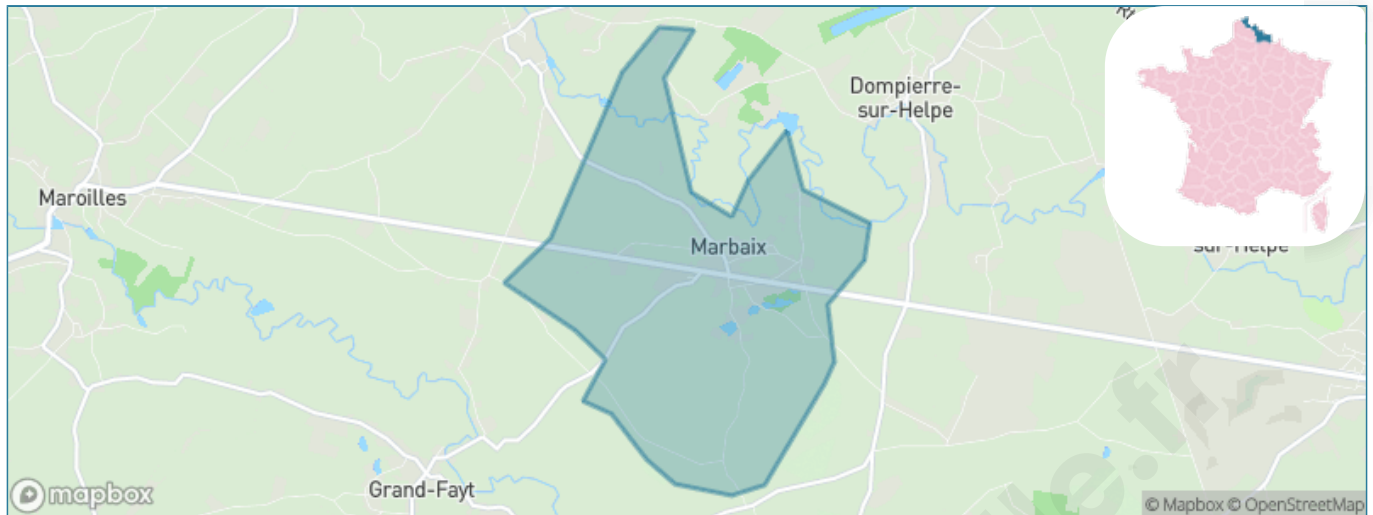 Dompierre-
sur-Helpe
Maroilles
Marbaix
sur-Helpe
Grand-Fayt
mapbox
© Mapbox © OpenStreetMap